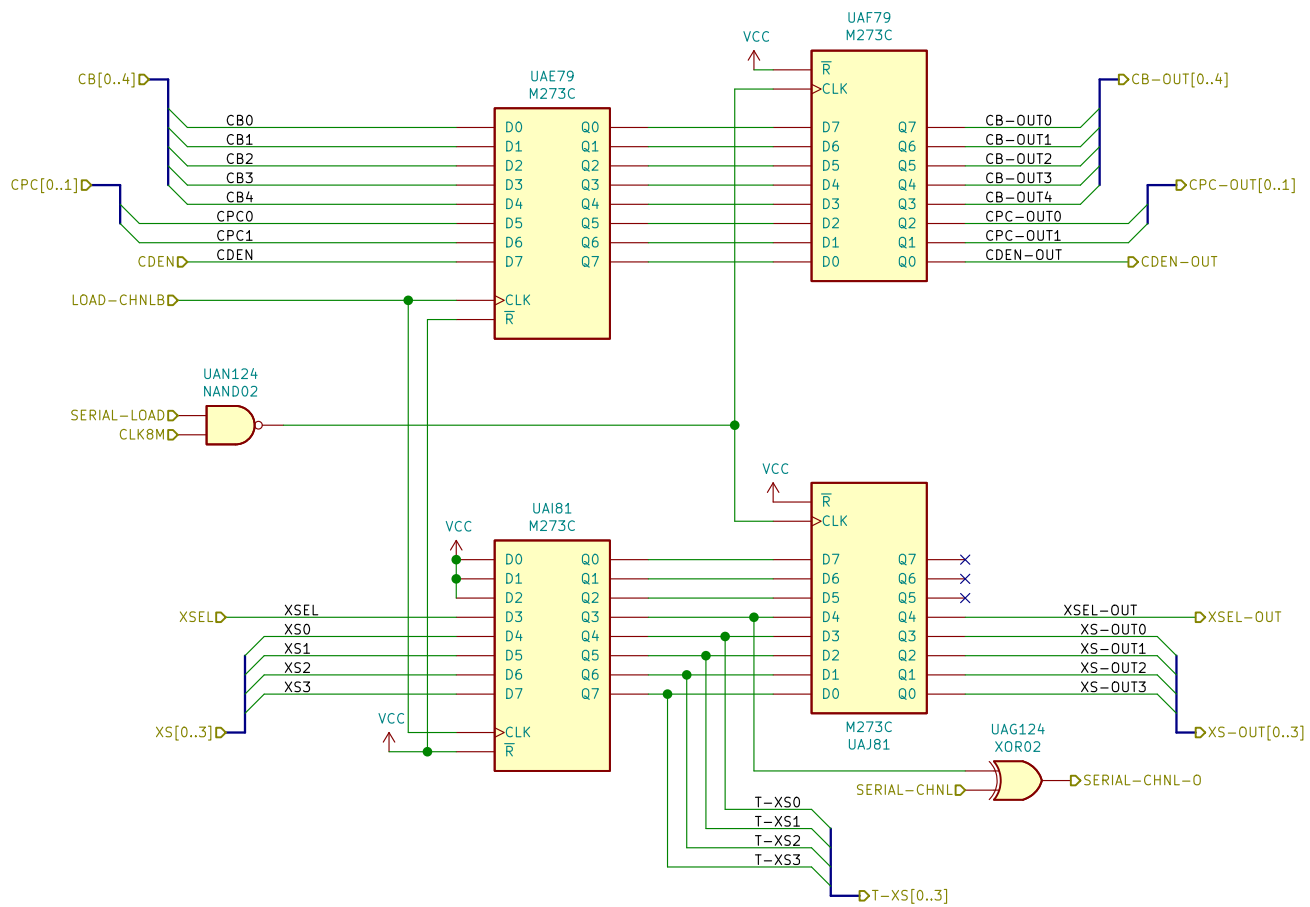 UAF79
M273C
VCC
R
CLK
D7
D6
D5
D4
D3
D2
D1
D0
Q7
Q6
Q5
Q4
Q3
Q2
Q1
Q0
CB-OUT[0..4]
CB-OUT0
CB-OUT1
CB-OUT2
CB-OUT3
CB-OUT4
CPC-OUT[0..1]
CPC-OUT0
CPC-OUT1
CDEN-OUT
CDEN-OUT
CB[0..4]
CB0
CB1
CB2
CB3
CB4
CPC[0..1]
CPC0
CPC1
CDEN
CDEN
LOAD-CHNLB
UAE79
M273C
D0
D1
D2
D3
D4
D5
D6
D7
CLK
R
Q0
Q1
Q2
Q3
Q4
Q5
Q6
Q7
UAN124
NAND02
SERIAL-LOAD
CLK8M
VCC
R
CLK
D7
D6
D5
D4
D3
D2
D1
D0
Q7
Q6
Q5
Q4
Q3
Q2
Q1
Q0
M273C
UAJ81
XSEL-OUT
XSEL-OUT
XS-OUT0
XS-OUT1
XS-OUT2
XS-OUT3
XS-OUT[0..3]
UAI81
M273C
VCC
D0
D1
D2
D3
D4
D5
D6
D7
CLK
R
Q0
Q1
Q2
Q3
Q4
Q5
Q6
Q7
XSEL
XSEL
XS0
XS1
XS2
XS3
XS[0..3]
VCC
UAG124
XOR02
SERIAL-CHNL
SERIAL-CHNL-O
T-XS0
T-XS1
T-XS2
T-XS3
T-XS[0..3]